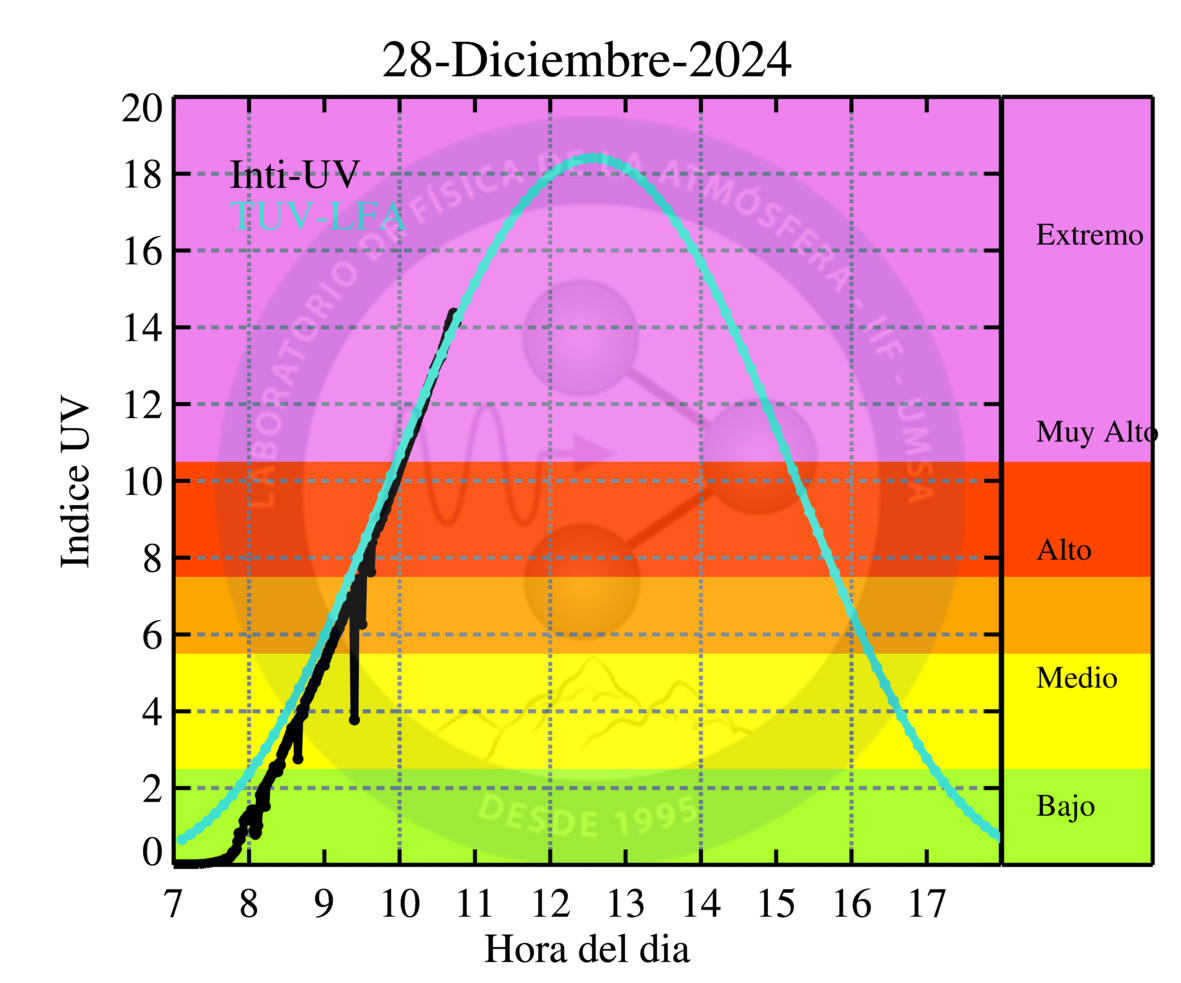 28-Diciembre-2024
20
18
16
14
12
10
8
6
4
2
0
Indice UV
Inti-UV
TUV-LFA
LABORATORIO DE FÍSICA DE LA ATMÓSFERA - IIF - UMSA
DESDE 1995
Extremo
Muy Alto
Alto
Medio
Bajo
7 8 9 10 11 12 13 14 15 16 17
Hora del dia